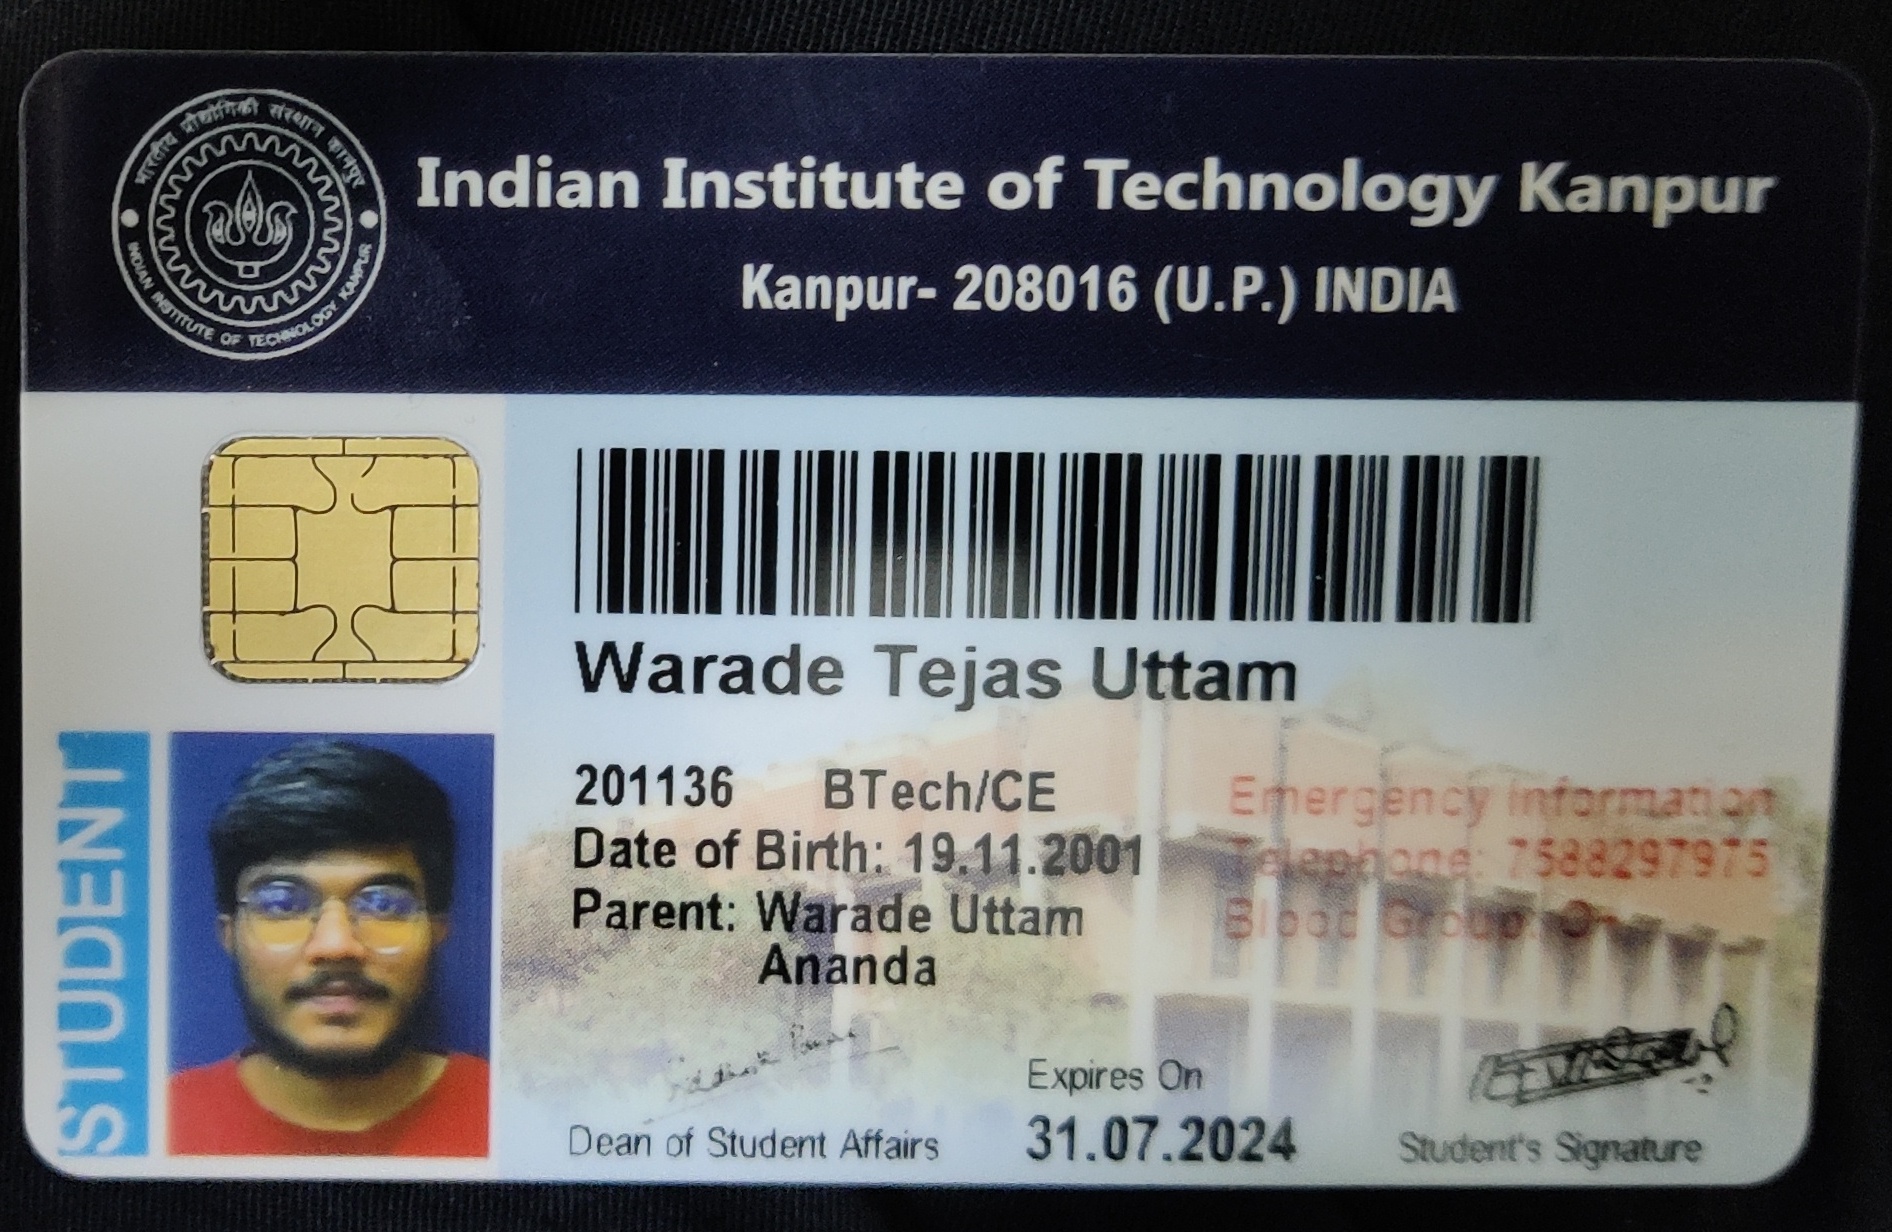 भारतीय प्रौद्योगिकी संस्थान कानपुर
INDIAN INSTITUTE OF TECHNOLOGY KANPUR
Indian Institute of Technology Kanpur
Kanpur- 208016 (U.P.) INDIA
Warade Tejas Uttam
STUDENT
201136 BTech/CE
Date of Birth: 19.11.2001
Parent: Warade Uttam
Ananda
Emergency information
Telephone: 7588297975
Blood Group:
Expires On
31.07.2024
Dean of Student Affairs
Student's Signature